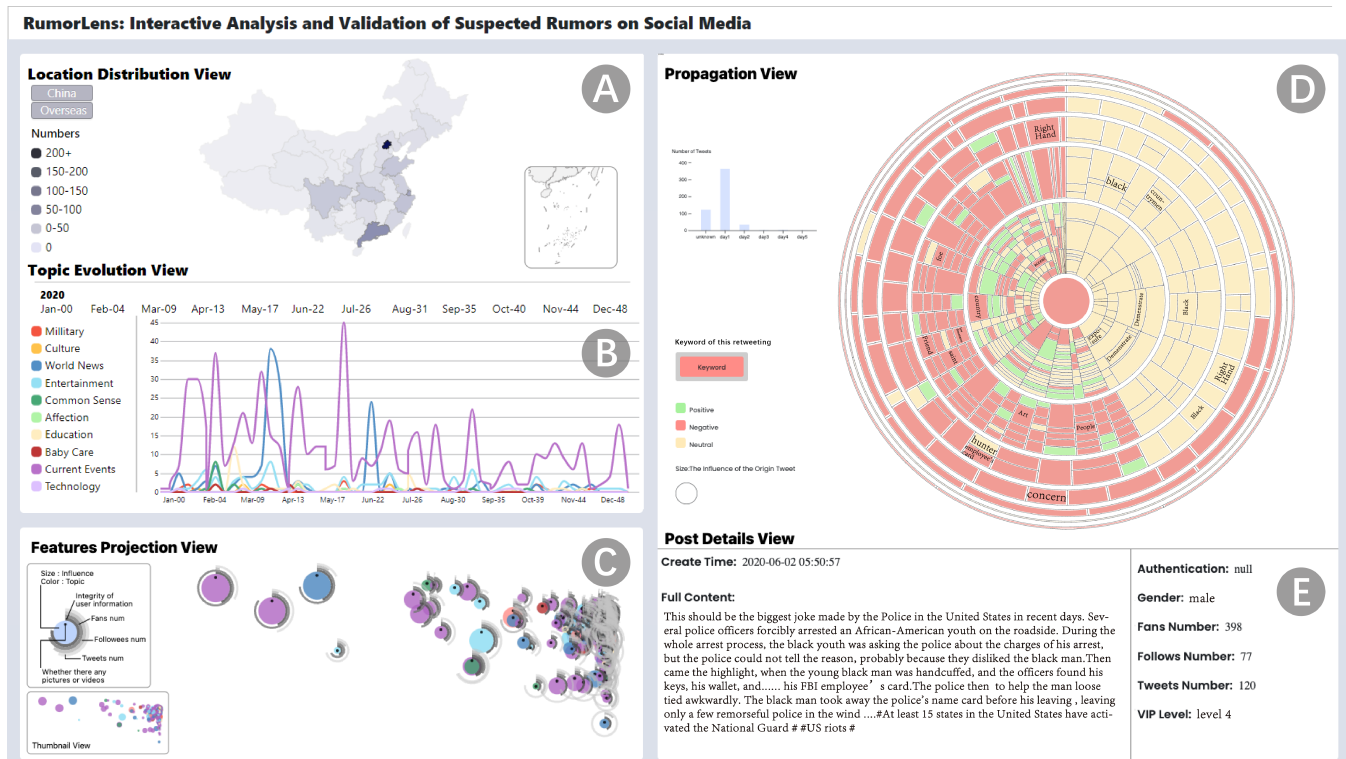 RumorLens: Interactive Analysis and Validation of Suspected Rumors on Social Media
Location Distribution View
A
China
Overseas
Numbers
200+
150-200
100-150
50-100
0-50
0
Topic Evolution View
2020
Jan-00 Feb-04 Mar-09 Apr-13 May-17 Jun-22 Jul-26 Aug-31 Sep-35 Oct-40 Nov-44 Dec-48
B
Millitary
Culture
World News
Entertainment
Common Sense
Affection
Education
Baby Care
Current Events
Technology
45
40
35
30
25
20
15
10
5
0
Jan-00 Feb-04 Mar-09 Apr-13 May-17 Jun-22 Jul-26 Aug-30 Sep-35 Oct-39 Nov-44 Dec-48
Features Projection View
C
Size : Influence
Color : Topic
Integrity of
user information
Fans num
Followees num
Tweets num
Whether there any
pictures or videos
Thumbnail View
Propagation View
D
Number of Tweets
400
300
200
100
0
unknown day1 day2 day3 day4 day5
Keyword of this retweeting
Keyword
Positive
Negative
Neutral
Size:The influence of the Origin Tweet
Right
Hand
black
coun-
trymen
foe
country
Demenstrate
Black
friend
Demenstrate
Right
Hand
Black
Art
People
hunter
employee's
card
concern
Post Details View
E
Create Time: 2020-06-02 05:50:57
Full Content:
This should be the biggest joke made by the Police in the United States in recent days. Sev-
eral police officers forcibly arrested an African-American youth on the roadside. During the
whole arrest process, the black youth was asking the police about the charges of his arrest,
but the police could not tell the reason, probably because they disliked the black man.Then
came the highlight, when the young black man was handcuffed, and the officers found his
keys, his wallet, and...... his FBI employee’ s card.The police then to help the man loose
tied awkwardly. The black man took away the police's name card before his leaving , leaving
only a few remorseful police in the wind ....#At least 15 states in the United States have acti-
vated the National Guard # #US riots #
Authentication: null
Gender: male
Fans Number: 398
Follows Number: 77
Tweets Number: 120
VIP Level: level 4